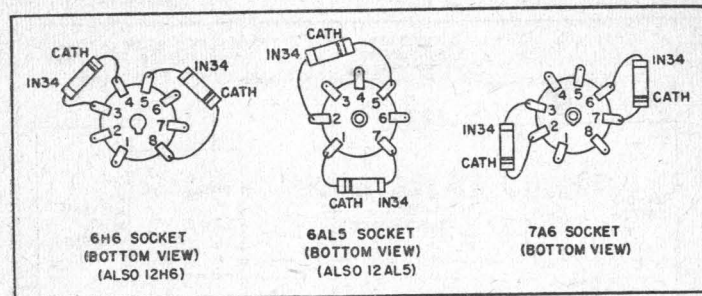 CATH
IN34
CATH
IN34
1 2 3 4 5 6 7 8
6H6 SOCKET
(BOTTOM VIEW)
(ALSO 12H6)
CATH
IN34
1 2 3 4 5 6 7
CATH IN34
6AL5 SOCKET
(BOTTOM VIEW)
(ALSO 12AL5)
IN34
CATH
IN34
CATH
1 2 3 4 5 6 7 8
7A6 SOCKET
(BOTTOM VIEW)